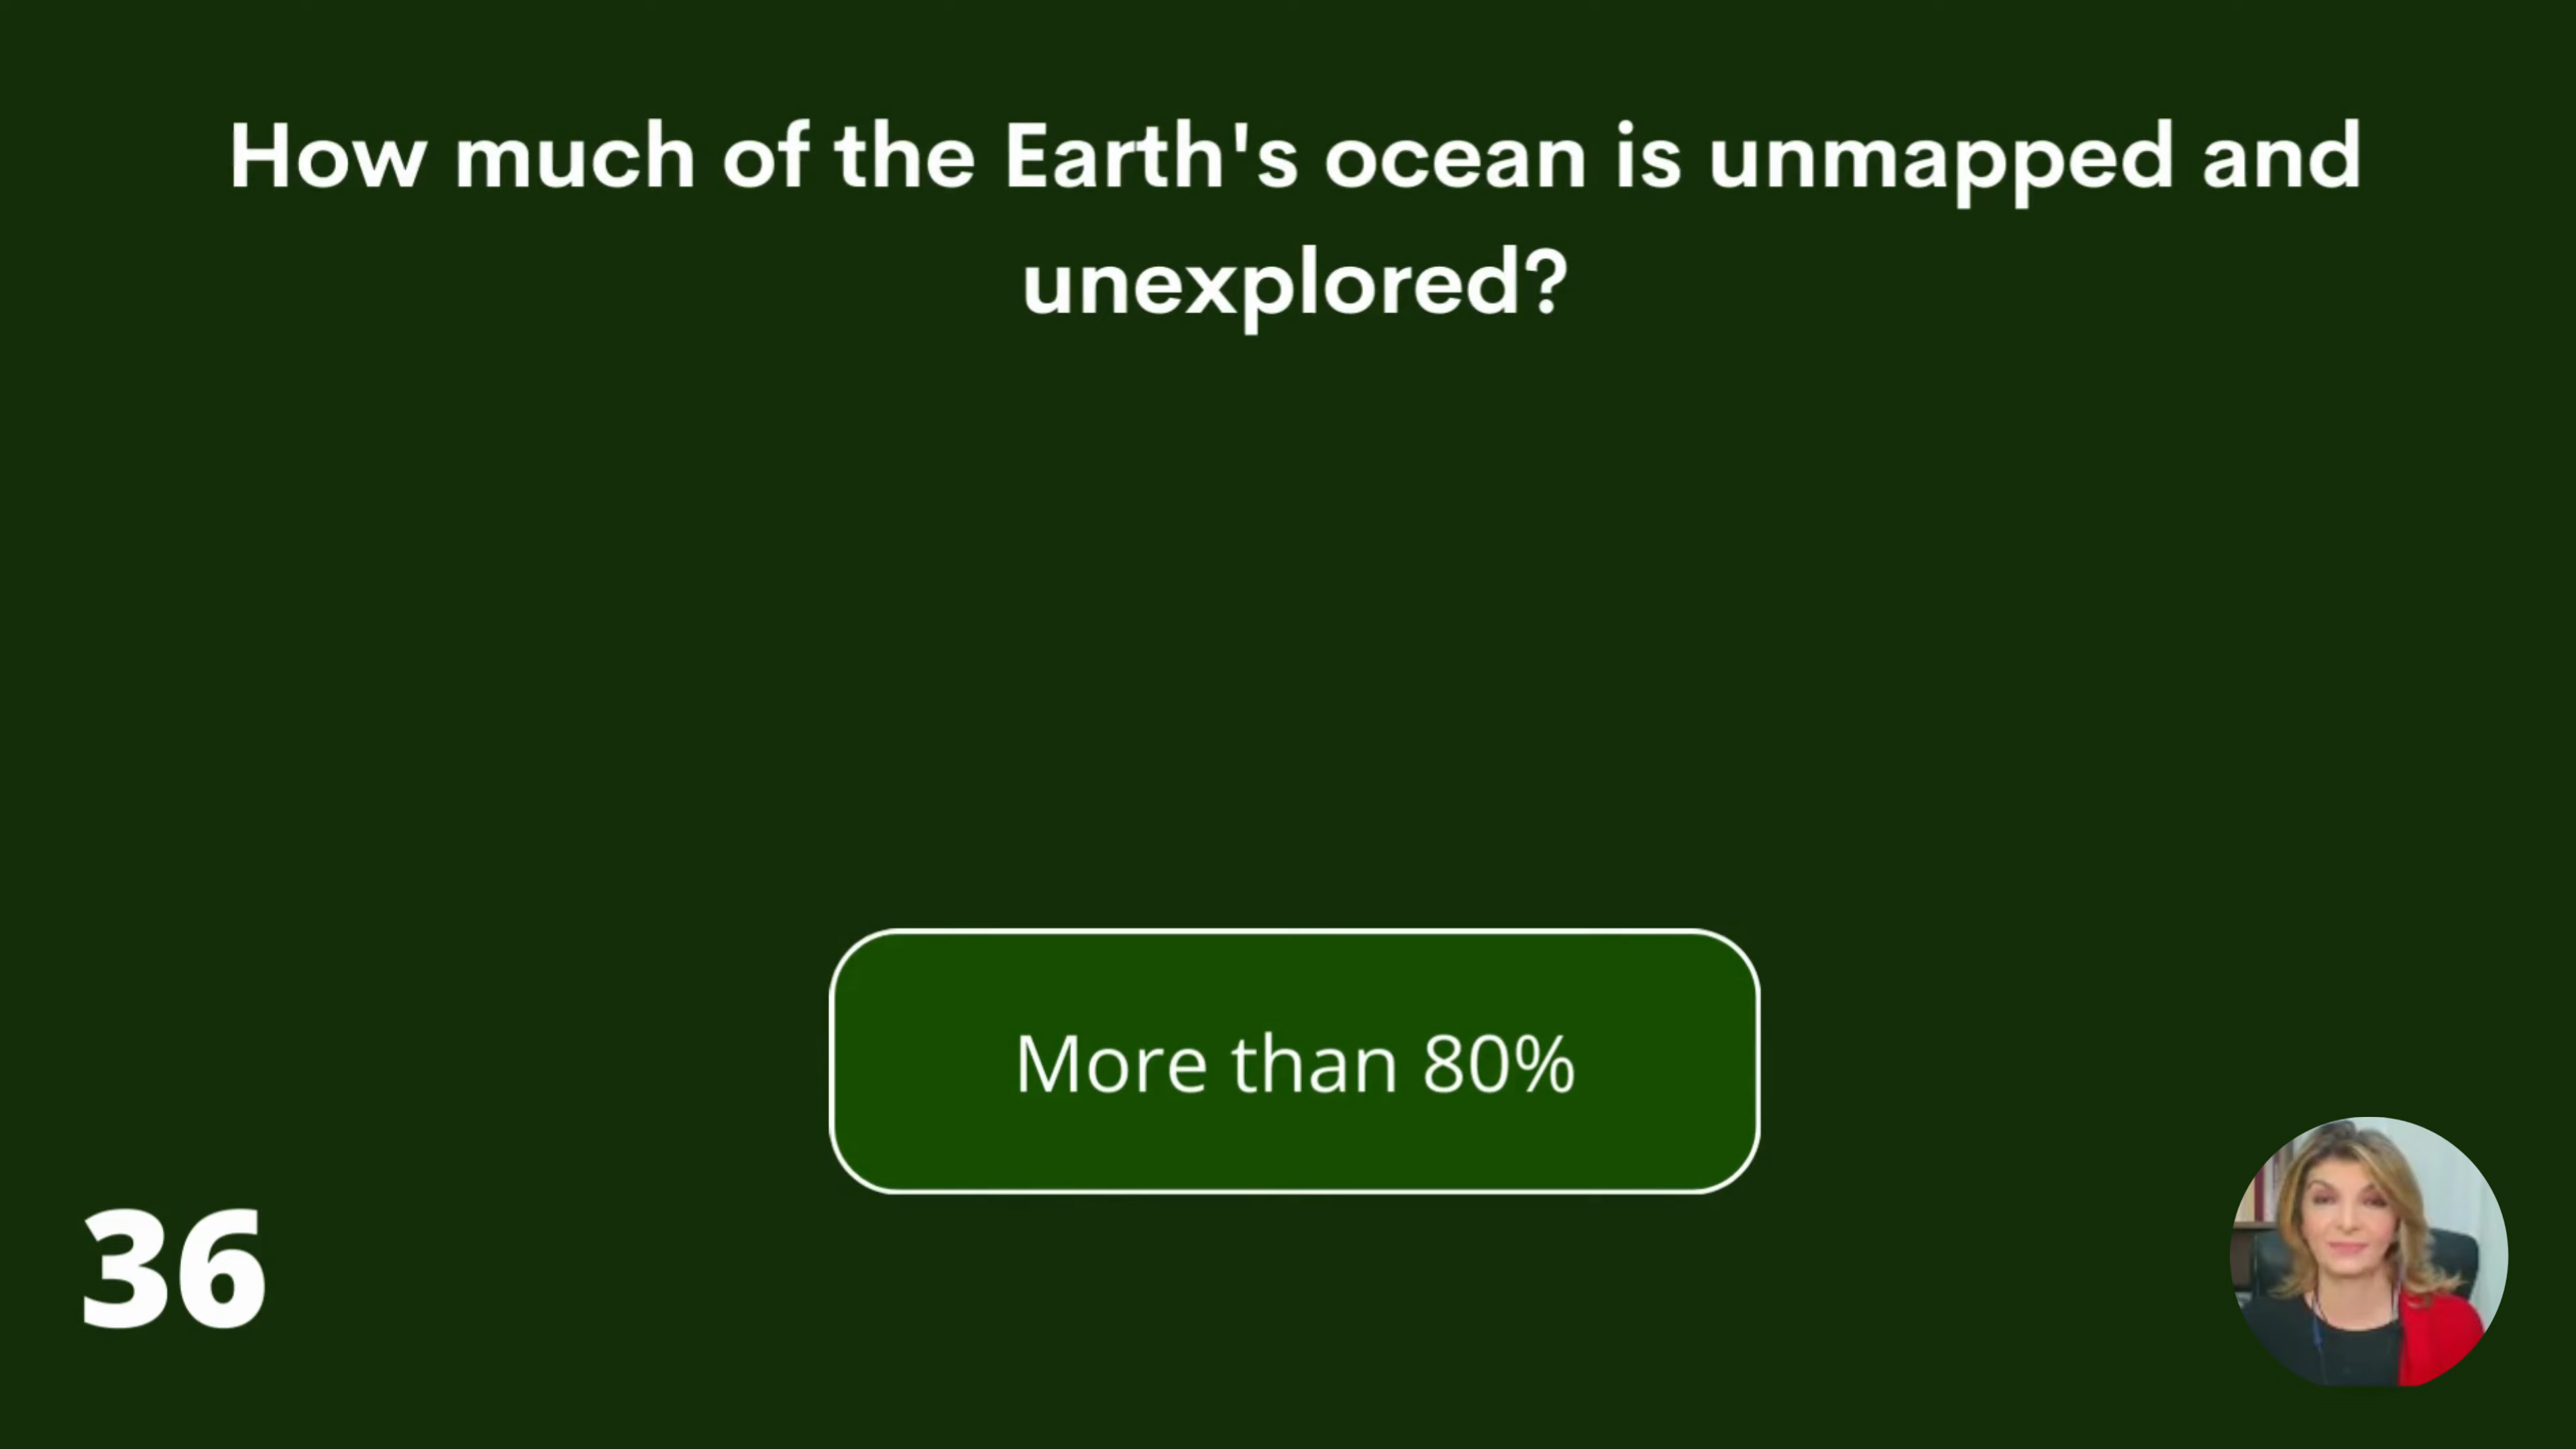 How much of the Earth's ocean is unmapped and
unexplored?
More than 80%
36